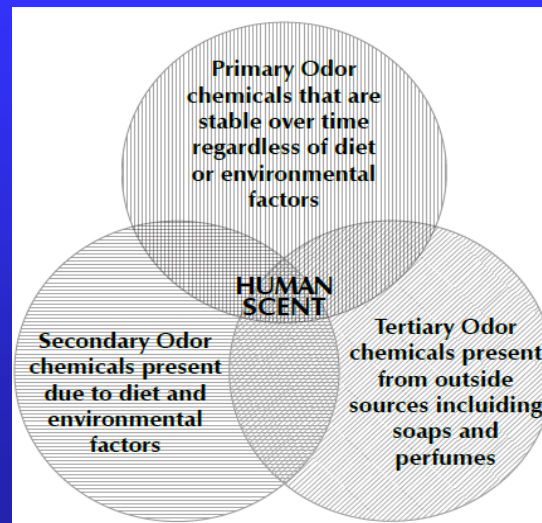 Primary Odor
chemicals that are
stable over time
regardless of diet
or environmental
factors
HUMAN
SCENT
Secondary Odor
chemicals present
due to diet and
environmental
factors
Tertiary Odor
chemicals present
from outside
sources incluiding
soaps and
perfumes